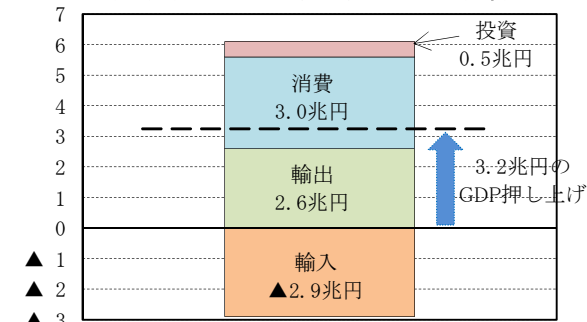 7
6
5
4
3
2
1
0
▲ 1
▲ 2
▲ 3
投資
0.5兆円
消費
3.0兆円
輸出
2.6兆円
3.2兆円の
GDP押し上げ
輸入
▲2.9兆円